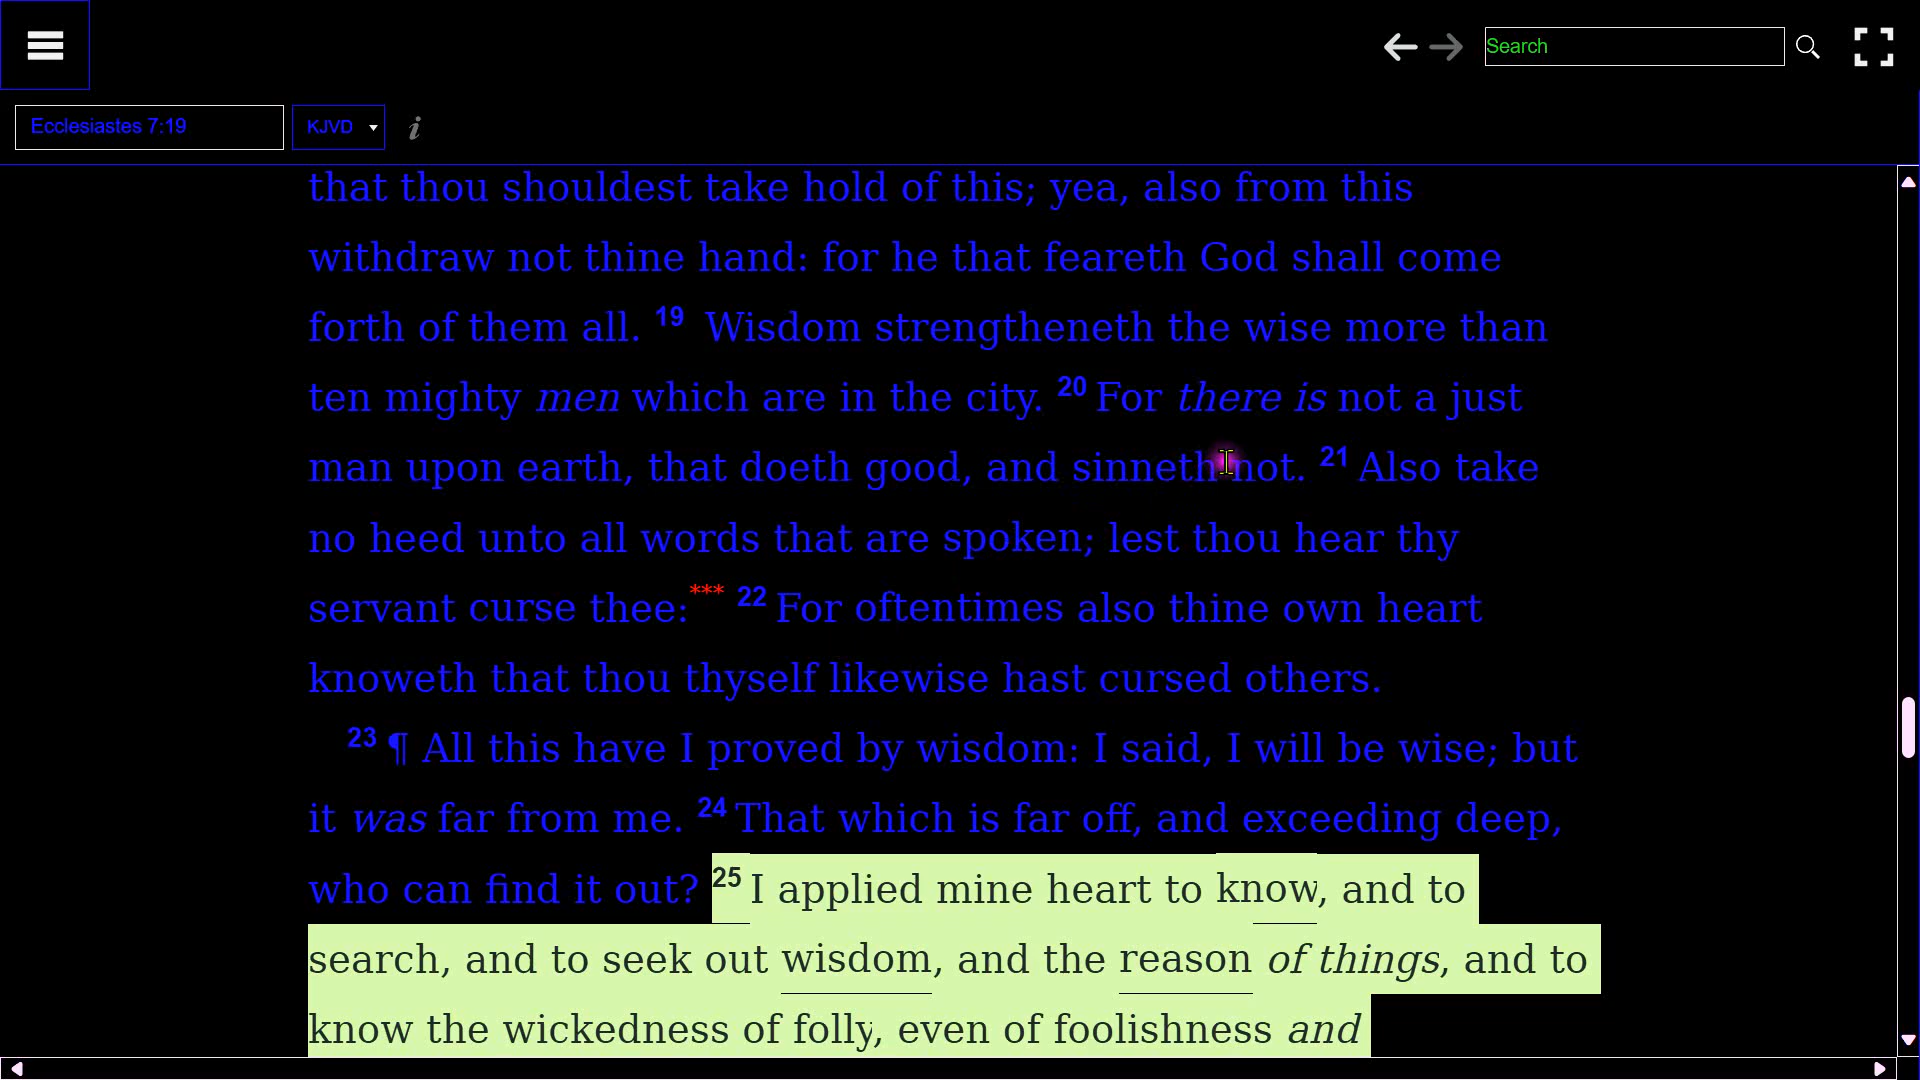 Search
Ecclesiastes 7:19
KJVD
i
that thou shouldest take hold of this; yea, also from this
withdraw not thine hand: for he that feareth God shall come
forth of them all. 19 Wisdom strengtheneth the wise more than
ten mighty men which are in the city. 20 For there is not a just
man upon earth, that doeth good, and sinneth not. 21 Also take
no heed unto all words that are spoken; lest thou hear thy
servant curse thee:*** 22 For oftentimes also thine own heart
knoweth that thou thyself likewise hast cursed others.
23 ¶ All this have I proved by wisdom: I said, I will be wise; but
it was far from me. 24 That which is far off, and exceeding deep,
who can find it out? 25 I applied mine heart to know, and to
search, and to seek out wisdom, and the reason of things, and to
know the wickedness of folly, even of foolishness and